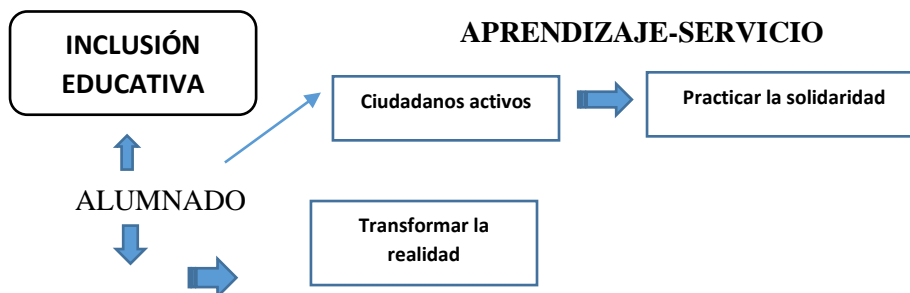 INCLUSIÓN
EDUCATIVA
APRENDIZAJE-SERVICIO
Ciudadanos activos
Practicar la solidaridad
ALUMNADO
Transformar la
realidad